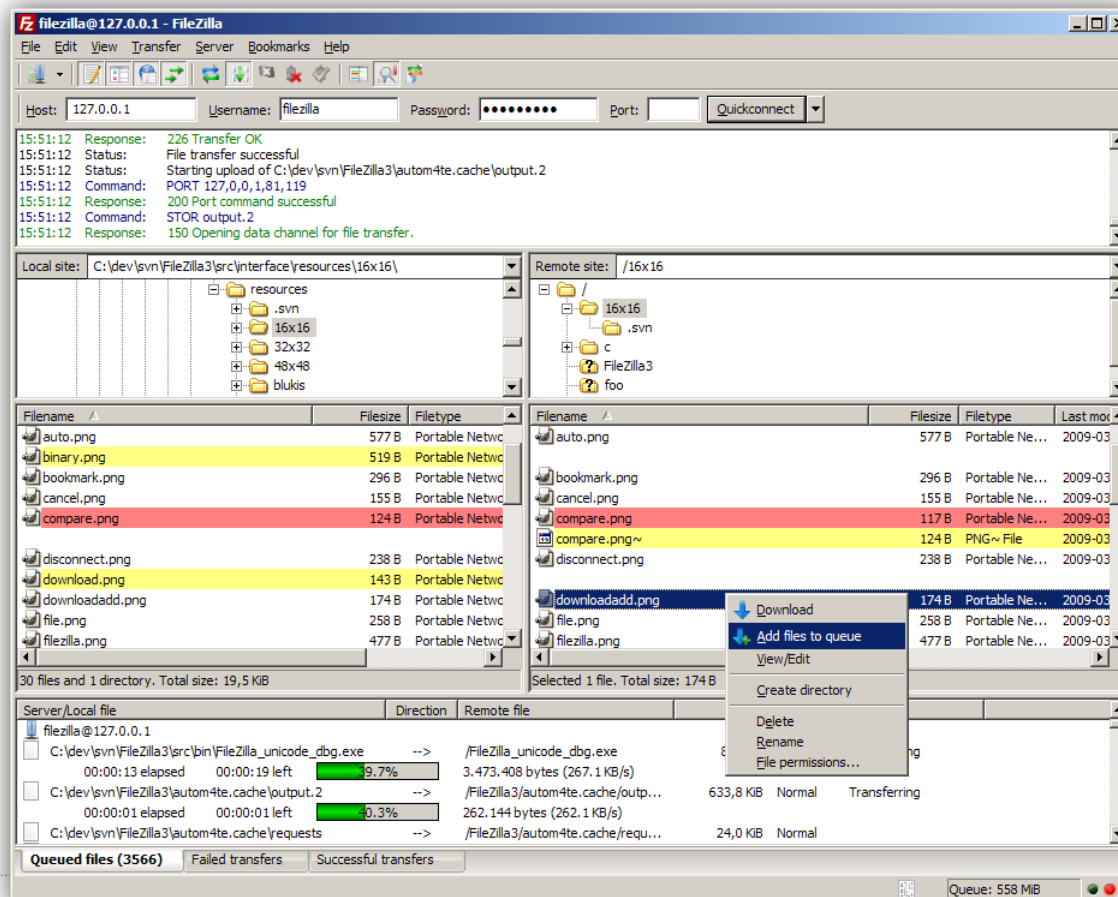 filezilla@127.0.0.1 - FileZilla
File Edit View Transfer Server Bookmarks Help
Host: 127.0.0.1 Username: filezilla Password: ●●●●●●●●● Port: Quickconnect
15:51:12 Response: 226 Transfer OK
15:51:12 Status: File transfer successful
15:51:12 Status: Starting upload of C:\dev\svn\FileZilla3\autom4te.cache\output.2
15:51:12 Command: PORT 127,0,0,1,81,119
15:51:12 Response: 200 Port command successful
15:51:12 Command: STOR output.2
15:51:12 Response: 150 Opening data channel for file transfer.
Local site: C:\dev\svn\FileZilla3\src\interface\resources\16x16\
resources
.svn
16x16
32x32
48x48
blukis
Remote site: /16x16
/
16x16
.svn
c
FileZilla3
foo
Filename Filesize Filetype
auto.png 577 B Portable Netwo
binary.png 519 B Portable Netwo
bookmark.png 296 B Portable Netwo
cancel.png 155 B Portable Netwo
compare.png 124 B Portable Netwo
disconnect.png 238 B Portable Netwo
download.png 143 B Portable Netwo
downloadadd.png 174 B Portable Netwo
file.png 258 B Portable Netwo
filezilla.png 477 B Portable Netwo
30 files and 1 directory. Total size: 19,5 KiB
Filename Filesize Filetype Last mod
auto.png 577 B Portable Ne... 2009-03
bookmark.png 296 B Portable Ne... 2009-03
cancel.png 155 B Portable Ne... 2009-03
compare.png 117 B Portable Ne... 2009-03
compare.png~ 124 B PNG~ File 2009-03
disconnect.png 238 B Portable Ne... 2009-03
downloadadd.png 174 B Portable Ne... 2009-03
file.png 258 B Portable Ne... 2009-03
filezilla.png 477 B Portable Ne... 2009-03
Selected 1 file. Total size: 174 B
Download
Add files to queue
View/Edit
Create directory
Delete
Rename
File permissions...
Server/Local file Direction Remote file
filezilla@127.0.0.1
C:\dev\svn\FileZilla3\src\bin\FileZilla_unicode_dbg.exe --> /FileZilla_unicode_dbg.exe
00:00:13 elapsed 00:00:19 left 39.7% 3.473.408 bytes (267.1 KB/s)
C:\dev\svn\FileZilla3\autom4te.cache\output.2 --> /FileZilla3/autom4te.cache/outp... 633,8 KiB Normal Transferring
00:00:01 elapsed 00:00:01 left 40.3% 262.144 bytes (262.1 KB/s)
C:\dev\svn\FileZilla3\autom4te.cache\requests --> /FileZilla3/autom4te.cache/requ... 24,0 KiB Normal
Queued files (3566) Failed transfers Successful transfers
Queue: 558 MiB